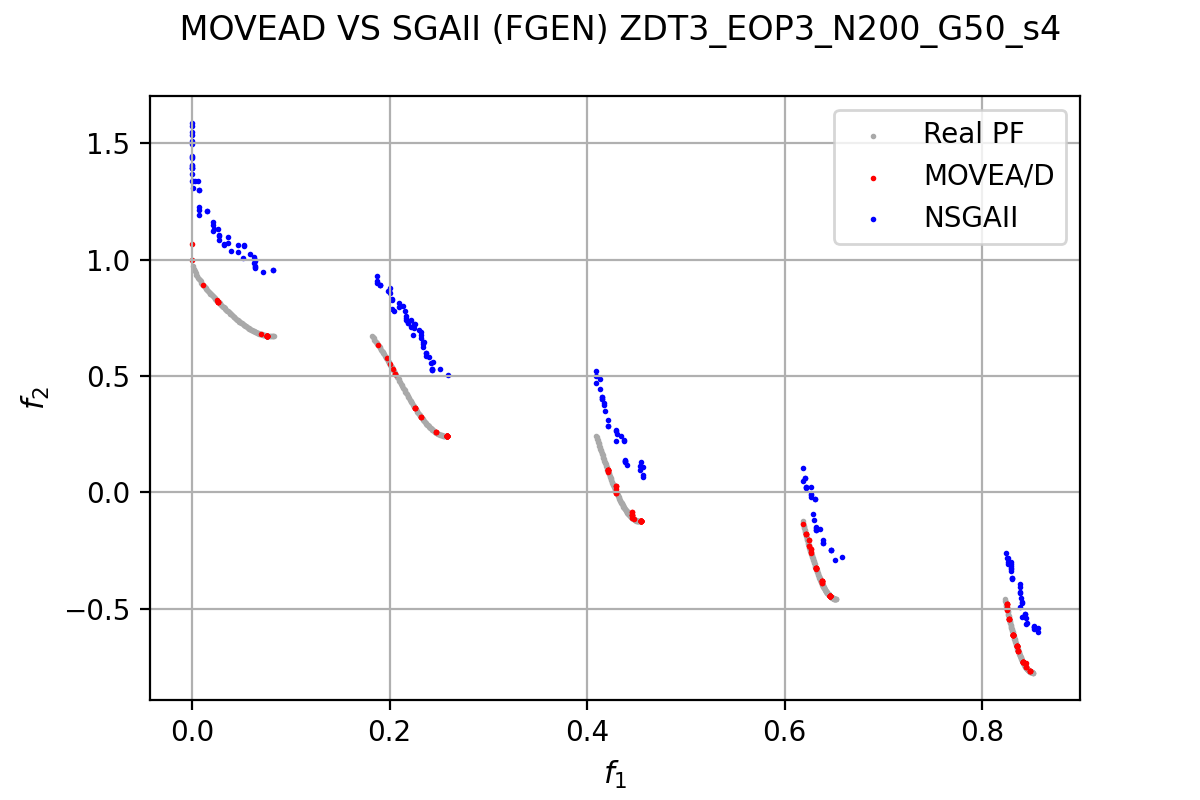 MOVEAD VS SGAII (FGEN) ZDT3_EOP3_N200_G50_s4
Real PF
MOVEA/D
NSGAII
1.5
1.0
0.5
0.0
−0.5
f2
0.0 0.2 0.4 0.6 0.8
f1